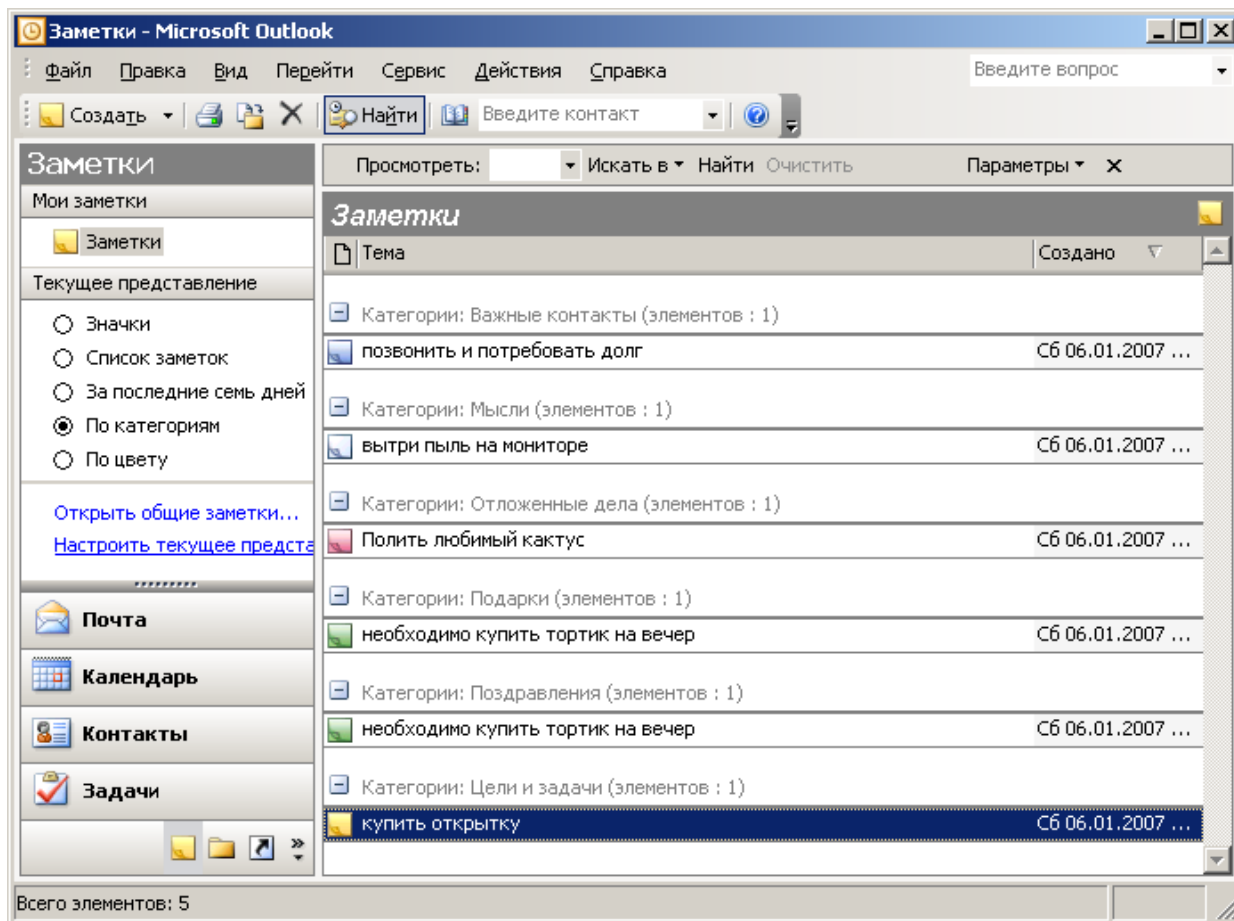 Заметки - Microsoft Outlook
Файл Правка Вид Перейти Сервис Действия Справка Введите вопрос
Создать Найти Введите контакт
Заметки
Мои заметки
Заметки
Текущее представление
Значки
Список заметок
За последние семь дней
По категориям
По цвету
Открыть общие заметки...
Настроить текущее предста
Почта
Календарь
Контакты
Задачи
Просмотреть: Искать в Найти Очистить Параметры
Заметки
Тема Создано
Категории: Важные контакты (элементов : 1)
позвонить и потребовать долг Сб 06.01.2007 ...
Категории: Мысли (элементов : 1)
вытри пыль на мониторе Сб 06.01.2007 ...
Категории: Отложенные дела (элементов : 1)
Полить любимый кактус Сб 06.01.2007 ...
Категории: Подарки (элементов : 1)
необходимо купить тортик на вечер Сб 06.01.2007 ...
Категории: Поздравления (элементов : 1)
необходимо купить тортик на вечер Сб 06.01.2007 ...
Категории: Цели и задачи (элементов : 1)
купить открытку Сб 06.01.2007 ...
Всего элементов: 5